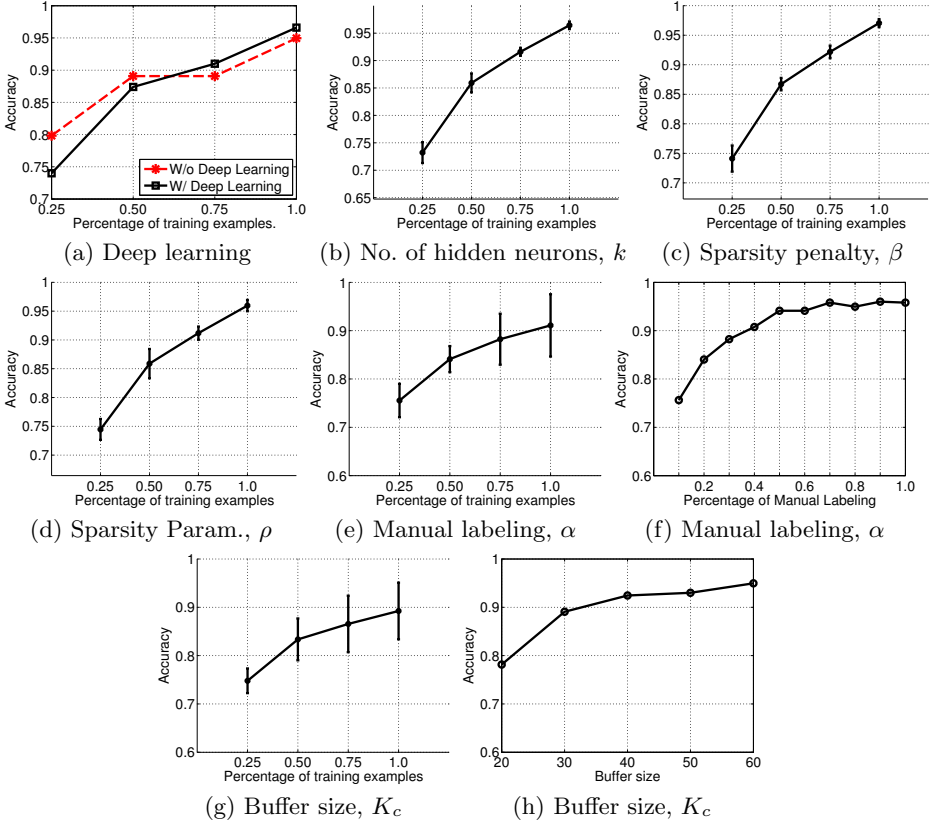 1
0.95
0.9
0.85
0.8
0.75
0.7
Accuracy
0.25 0.50 0.75 1.0
Percentage of training examples.
W/o Deep Learning
W/ Deep Learning
(a) Deep learning
1
0.95
0.9
0.85
0.8
0.75
0.7
0.65
Accuracy
0.25 0.50 0.75 1.0
Percentage of training examples
(b) No. of hidden neurons, k
1
0.95
0.9
0.85
0.8
0.75
0.7
Accuracy
0.25 0.50 0.75 1.0
Percentage of training examples
(c) Sparsity penalty, β
1
0.95
0.9
0.85
0.8
0.75
0.7
Accuracy
0.25 0.50 0.75 1.0
Percentage of training examples
(d) Sparsity Param., ρ
1
0.9
0.8
0.7
0.6
Accuracy
0.25 0.50 0.75 1.0
Percentage of training examples
(e) Manual labeling, α
1
0.9
0.8
0.7
0.6
Accuracy
0.2 0.4 0.6 0.8 1.0
Percentage of Manual Labeling
(f) Manual labeling, α
1
0.9
0.8
0.7
0.6
Accuracy
0.25 0.50 0.75 1.0
Percentage of training examples
(g) Buffer size, K_c
1
0.9
0.8
0.7
0.6
Accuracy
20 30 40 50 60
Buffer size
(h) Buffer size, K_c